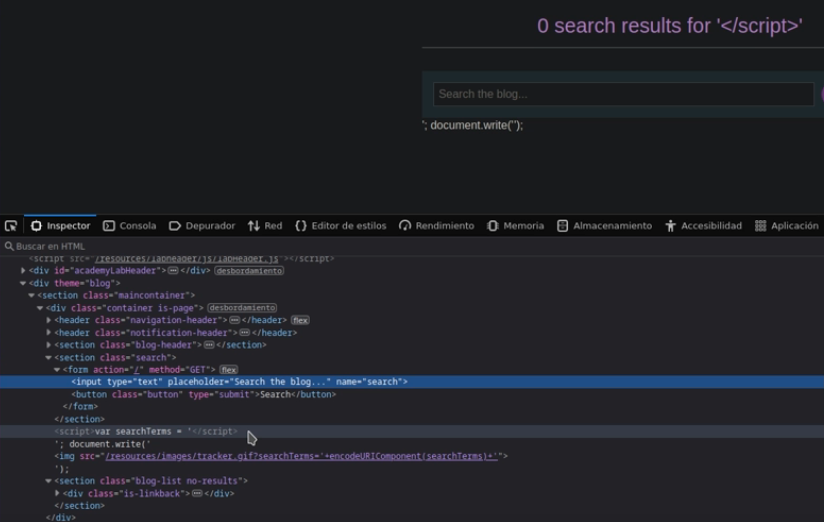 0 search results for '</script>'
Search the blog...
'; document.write('');
Inspector Consola Depurador Red Editor de estilos Rendimiento Memoria Almacenamiento Accesibilidad Aplicación
Buscar en HTML
<script src="/resources/labheader/js/labHeader.js"></script>
<div id="academyLabHeader"></div> desbordamiento
<div theme="blog">
<section class="maincontainer">
<div class="container is-page"> desbordamiento
<header class="navigation-header"></header> flex
<header class="notification-header"></header>
<section class="blog-header"></section>
<section class="search">
<form action="/" method="GET"> flex
<input type="text" placeholder="Search the blog..." name="search">
<button class="button" type="submit">Search</button>
</form>
</section>
<script>var searchTerms = '</script>
'; document.write('
<img src="/resources/images/tracker.gif?searchTerms='+encodeURIComponent(searchTerms)+'">
');
<section class="blog-list no-results">
<div class="is-linkback"></div>
</section>
</div>